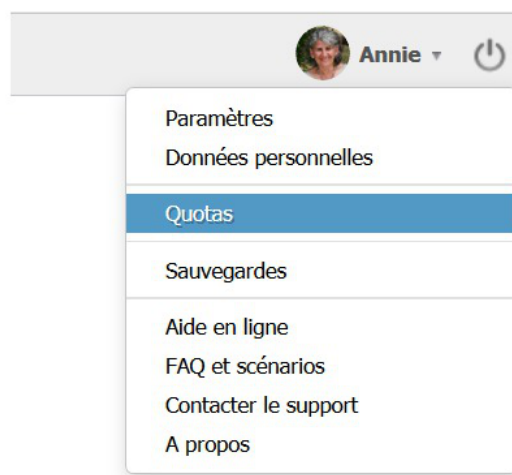 Annie
Paramètres
Données personnelles
Quotas
Sauvegardes
Aide en ligne
FAQ et scénarios
Contacter le support
A propos